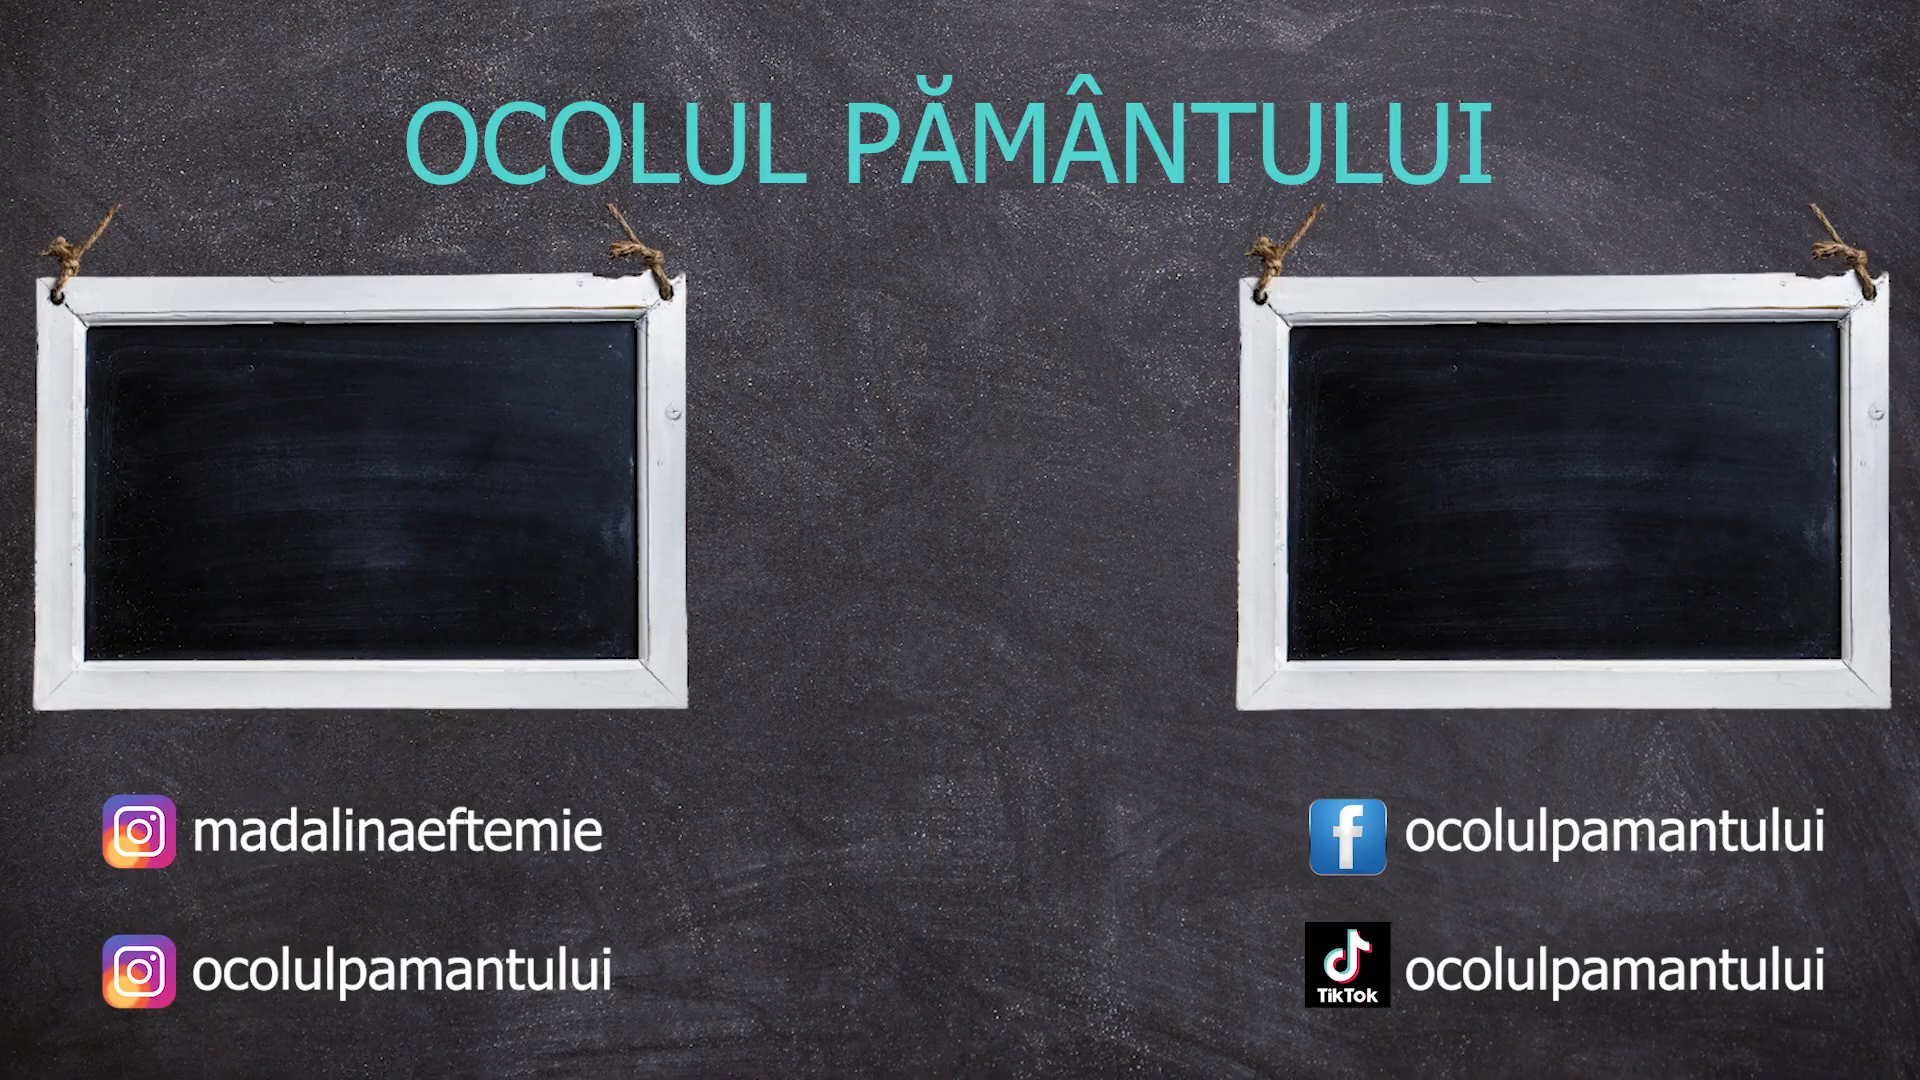 OCOLUL PĂMÂNTULUI
madalinaeftemie
ocolulpamantului
ocolulpamantului
TikTok
ocolulpamantului